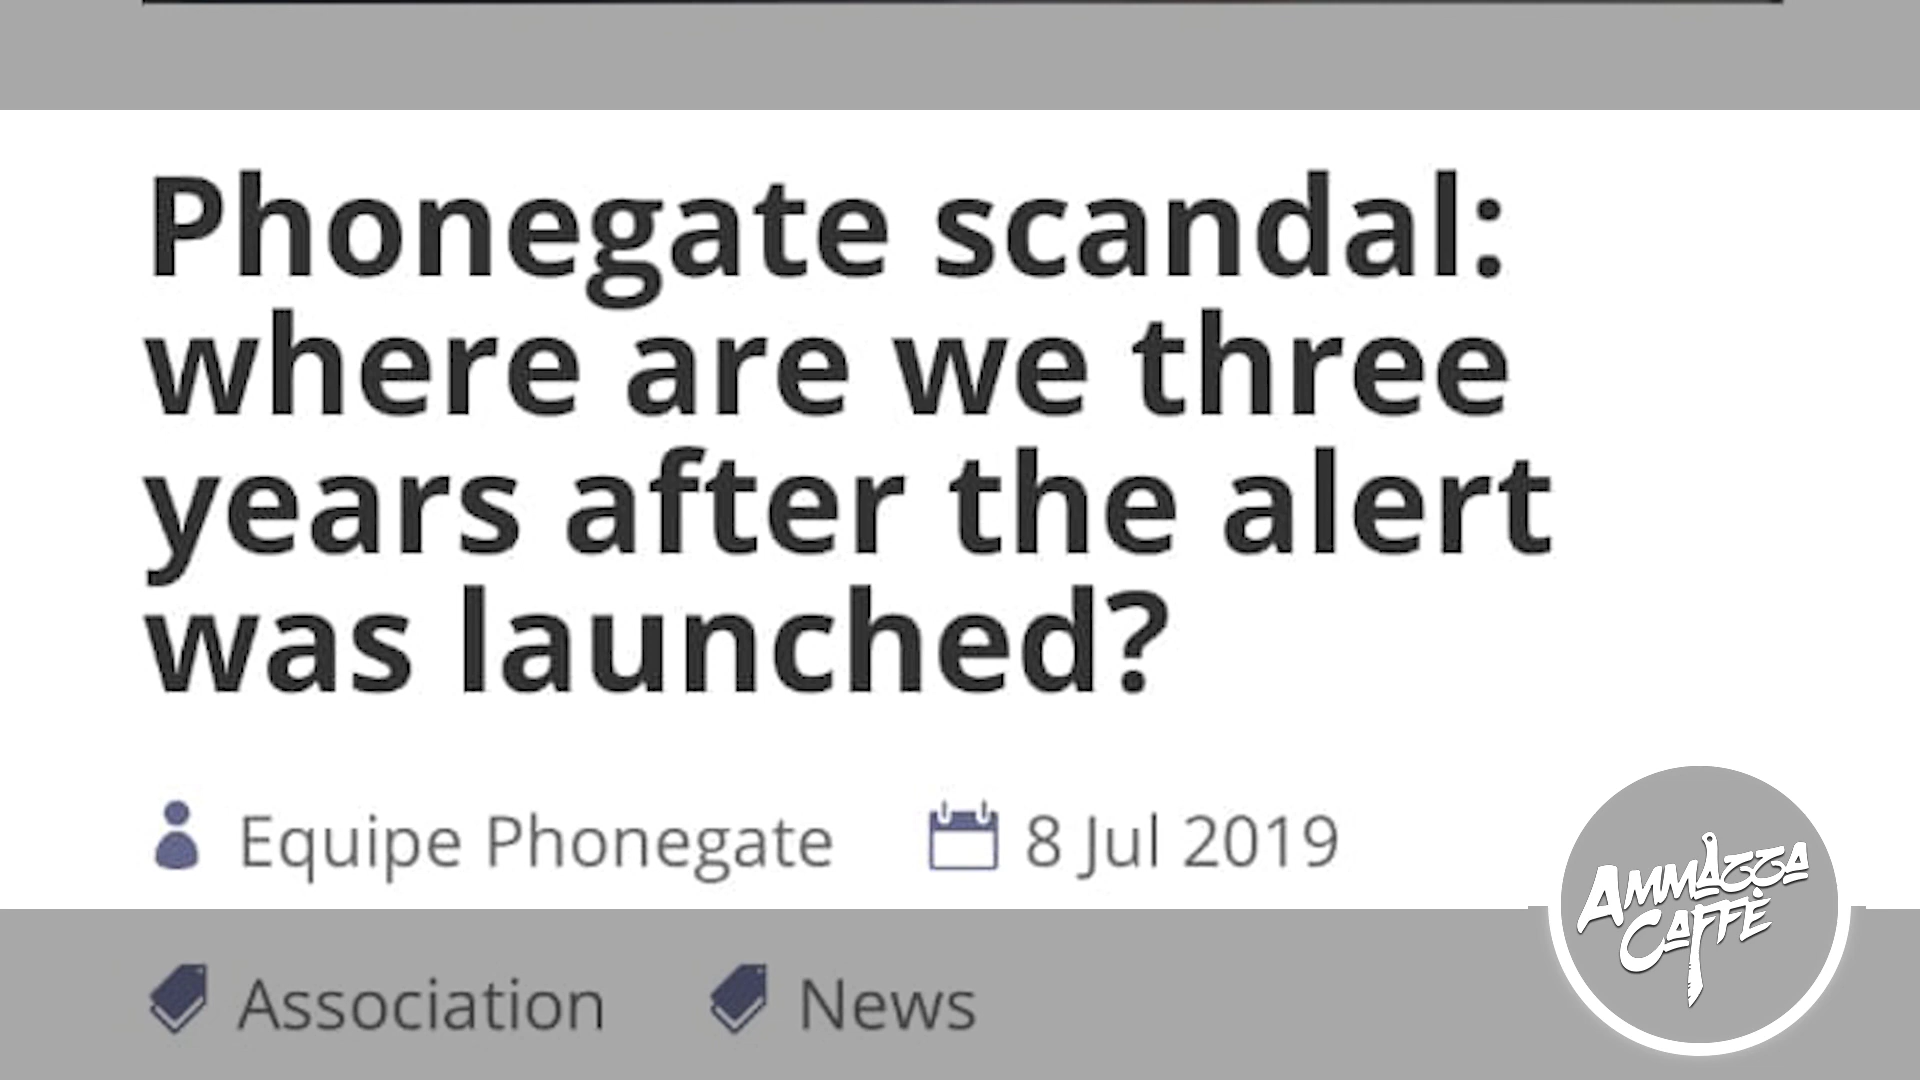 Phonegate scandal:
where are we three
years after the alert
was launched?
Equipe Phonegate 8 Jul 2019
Association News
AMMAZZA
CAFFÈ